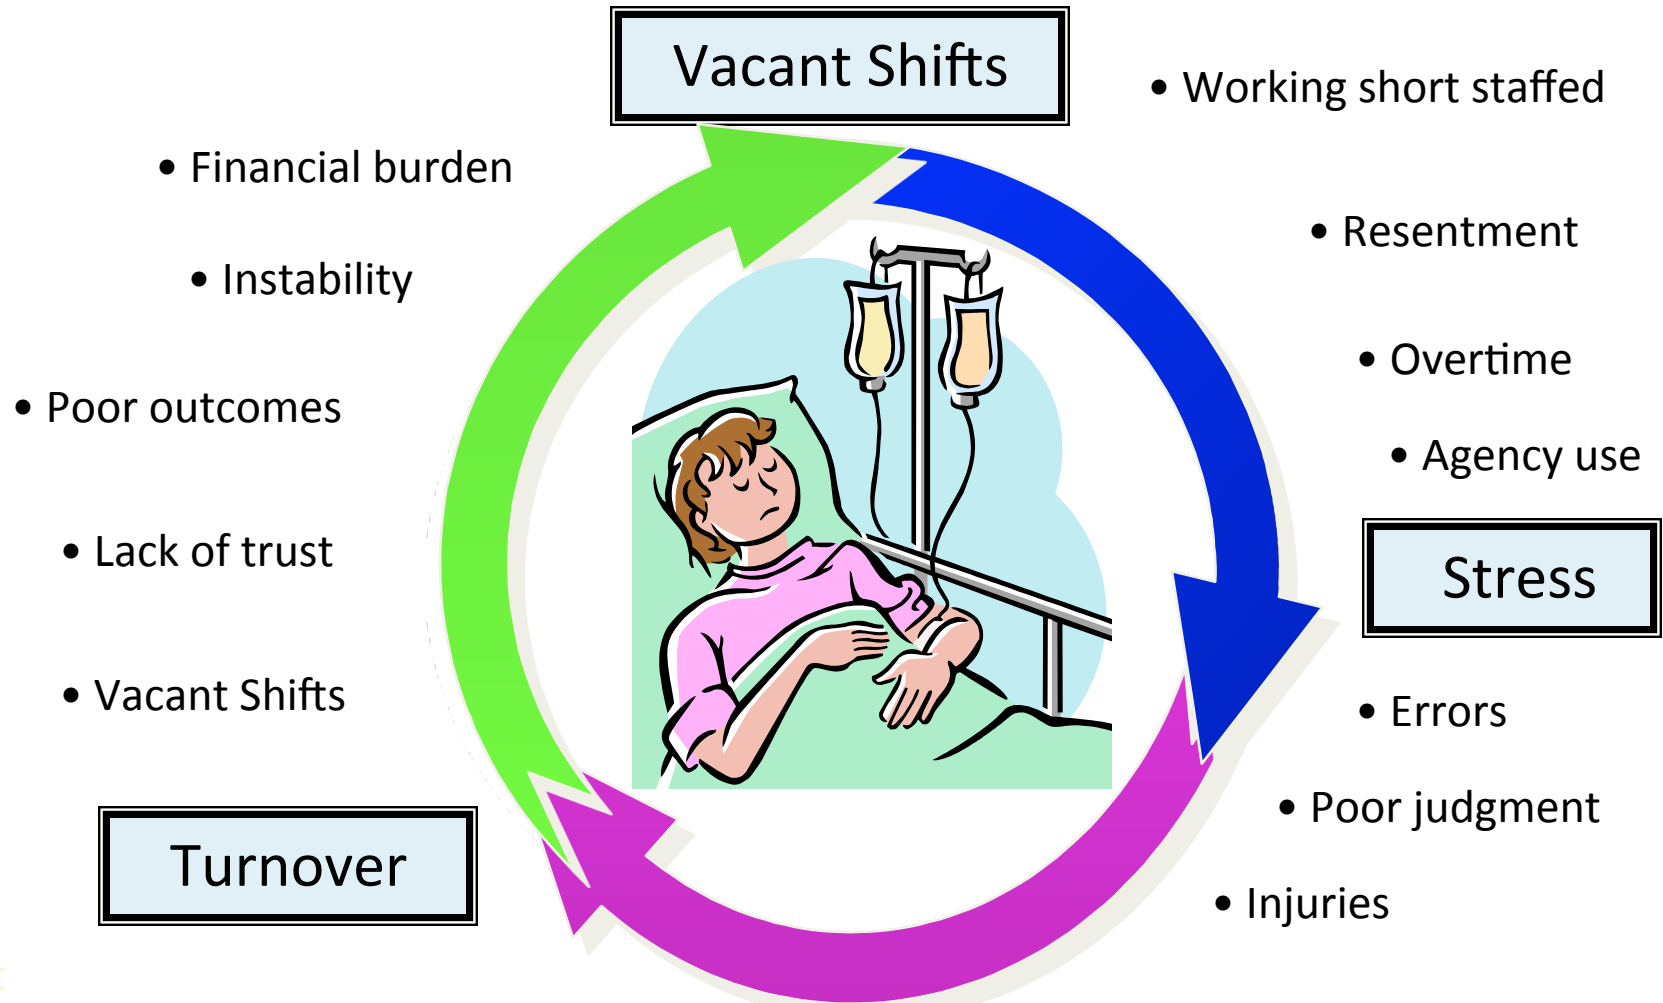 Vacant Shifts
• Working short staffed
• Resentment
• Overtime
• Agency use
Stress
• Errors
• Poor judgment
• Injuries
• Financial burden
• Instability
• Poor outcomes
• Lack of trust
• Vacant Shifts
Turnover